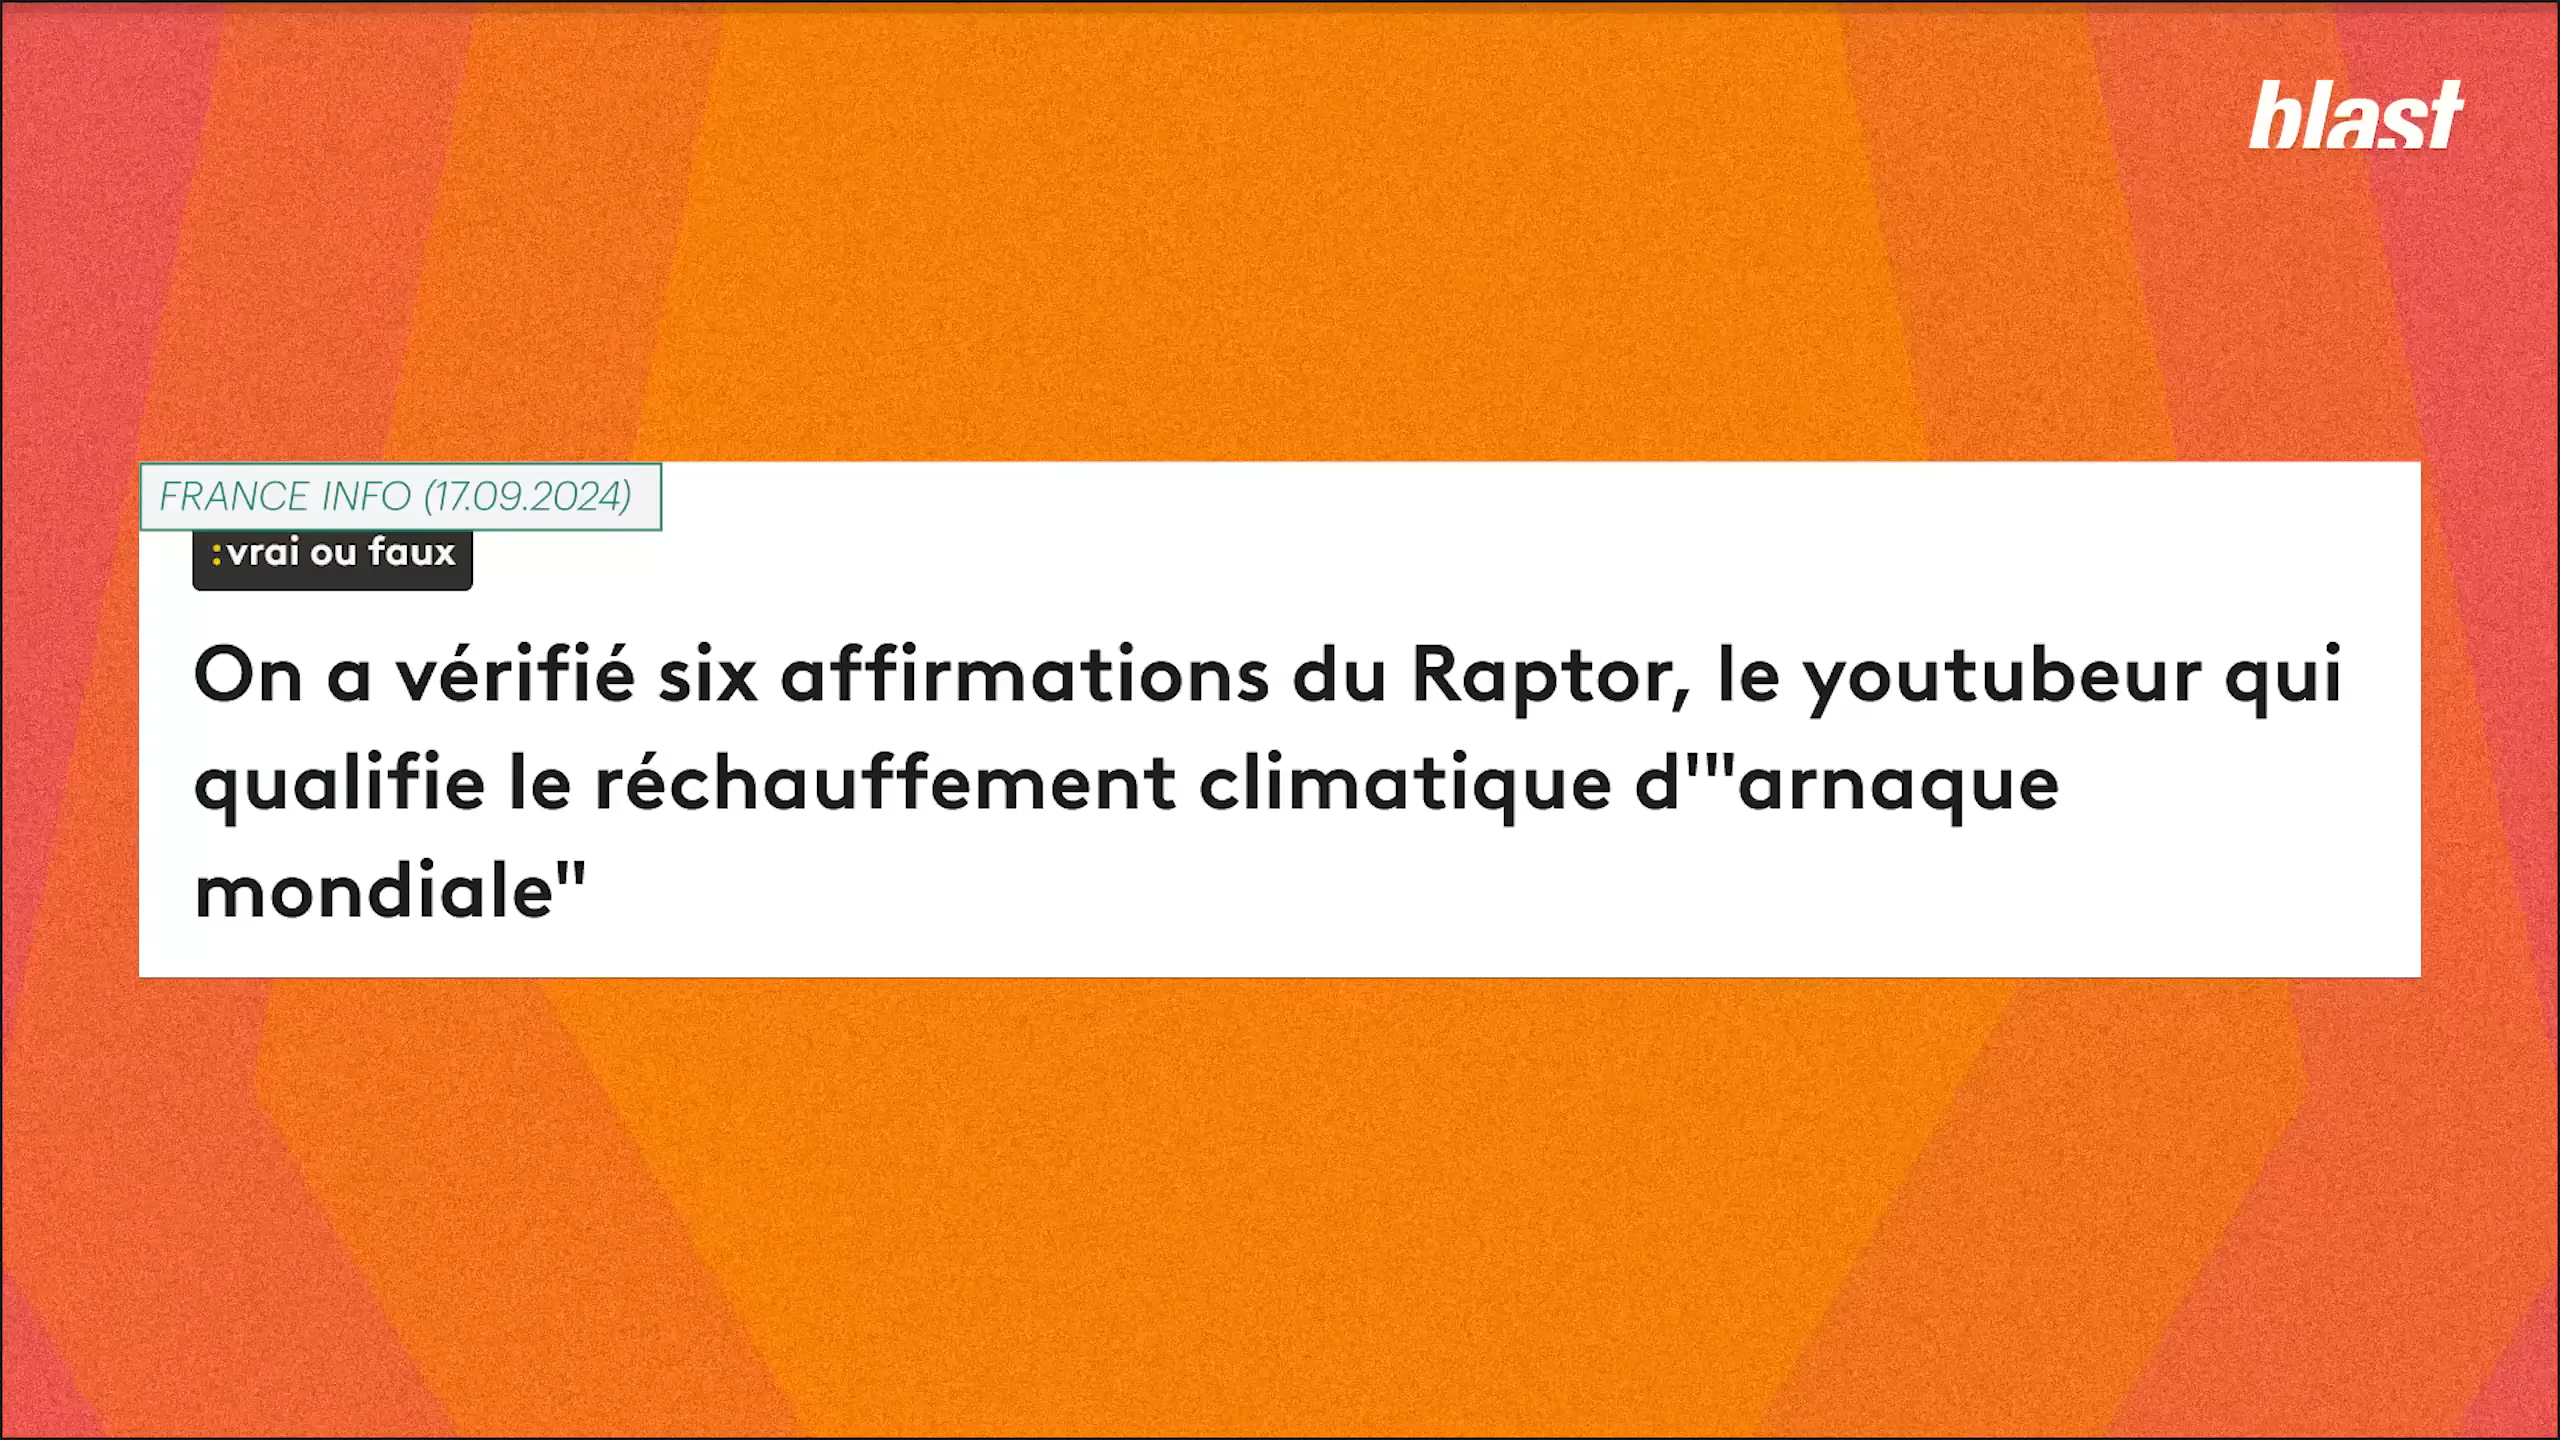 blast
FRANCE INFO (17.09.2024)
:vrai ou faux
On a vérifié six affirmations du Raptor, le youtubeur qui
qualifie le réchauffement climatique d'"arnaque
mondiale"